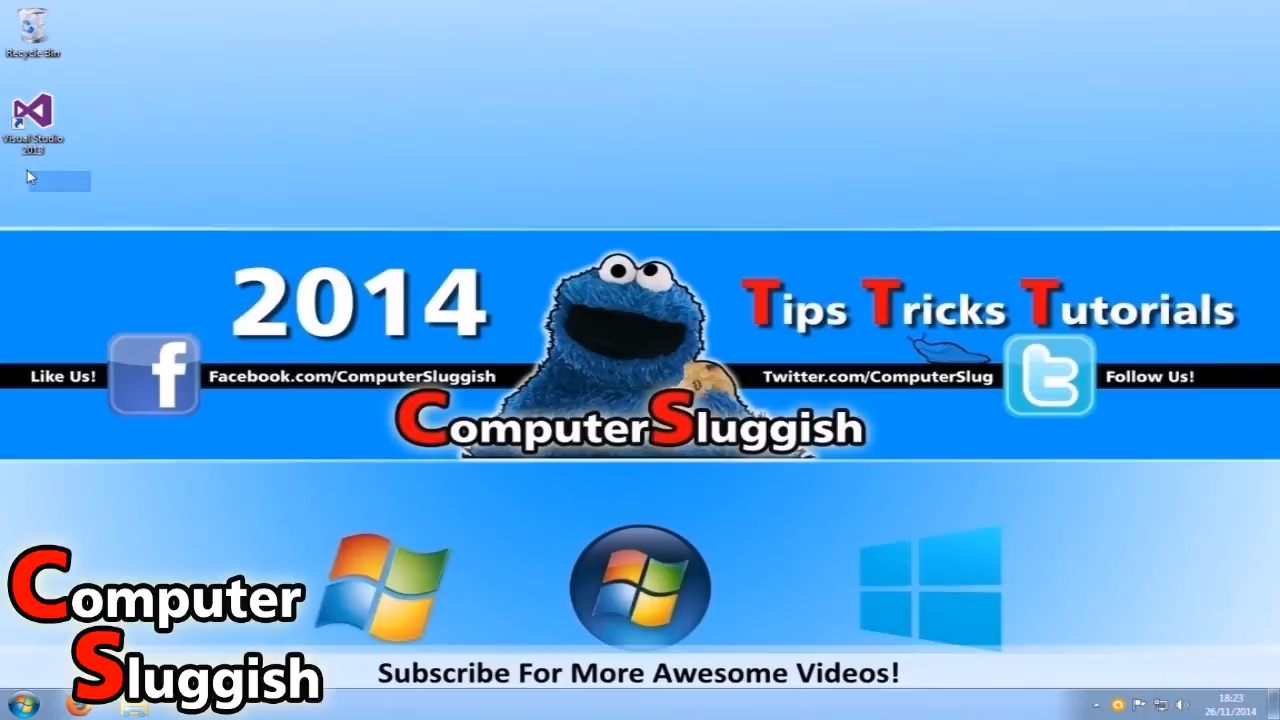 Recycle Bin
Visual Studio
2013
2014
Tips Tricks Tutorials
Like Us!
f
Facebook.com/ComputerSluggish
Twitter.com/ComputerSlug
t
Follow Us!
ComputerSluggish
Computer
Sluggish
Subscribe For More Awesome Videos!
18:23
26/11/2014